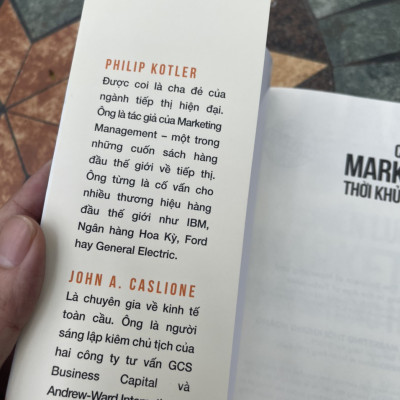 PHILIP KOTLER
Được coi là cha đẻ của
ngành tiếp thị hiện đại.
Ông là tác giả của Marketing
Management – một trong
những cuốn sách hàng
đầu thế giới về tiếp thị.
Ông từng là cố vấn cho
nhiều thương hiệu hàng
đầu thế giới như IBM,
Ngân hàng Hoa Kỳ, Ford
hay General Electric.
JOHN A. CASLIONE
Là chuyên gia về kinh tế
toàn cầu. Ông là người
sáng lập kiêm chủ tịch của
hai công ty tư vấn GCS
Business Capital và
Andrew-Ward
MARK
THỜI KHỦ